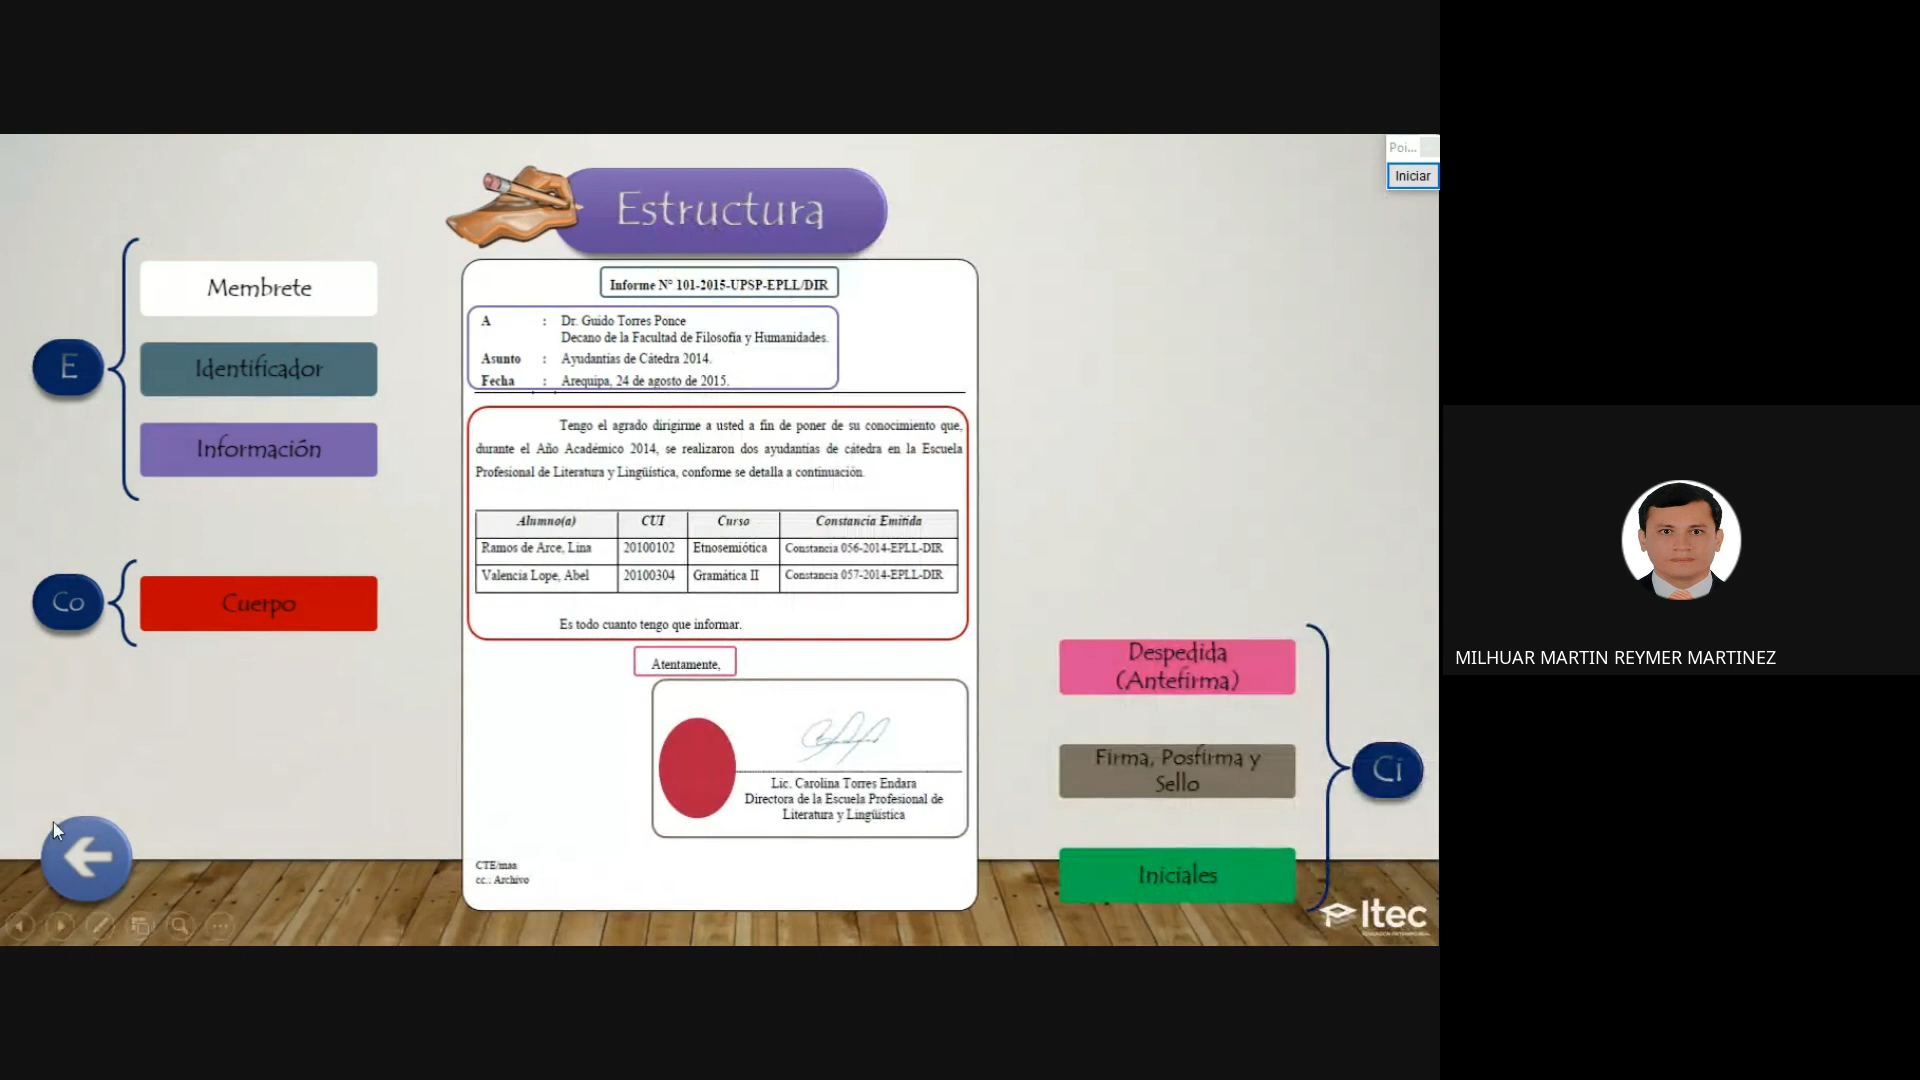 Poi...
Iniciar
Estructura
E
Membrete
Identificador
Información
Co
Cuerpo
Informe N° 101-2015-UPSP-EPLL/DIR
A : Dr. Guido Torres Ponce
Decano de la Facultad de Filosofía y Humanidades.
Asunto : Ayudantías de Cátedra 2014.
Fecha : Arequipa, 24 de agosto de 2015.
Tengo el agrado dirigirme a usted a fin de poner de su conocimiento que,
durante el Año Académico 2014, se realizaron dos ayudantías de cátedra en la Escuela
Profesional de Literatura y Lingüística, conforme se detalla a continuación.
Alumno(a) CUI Curso Constancia Emitida
Ramos de Arce, Lina 20100102 Etnosemiótica Constancia 056-2014-EPLL-DIR
Valencia Lope, Abel 20100304 Gramática II Constancia 057-2014-EPLL-DIR
Es todo cuanto tengo que informar.
Atentamente,
Lic. Carolina Torres Endara
Directora de la Escuela Profesional de
Literatura y Lingüística
CTE/maa
cc.: Archivo
Despedida
(Antefirma)
Firma, Posfirma y
Sello
Iniciales
Ci
Itec
MILHUAR MARTIN REYMER MARTINEZ